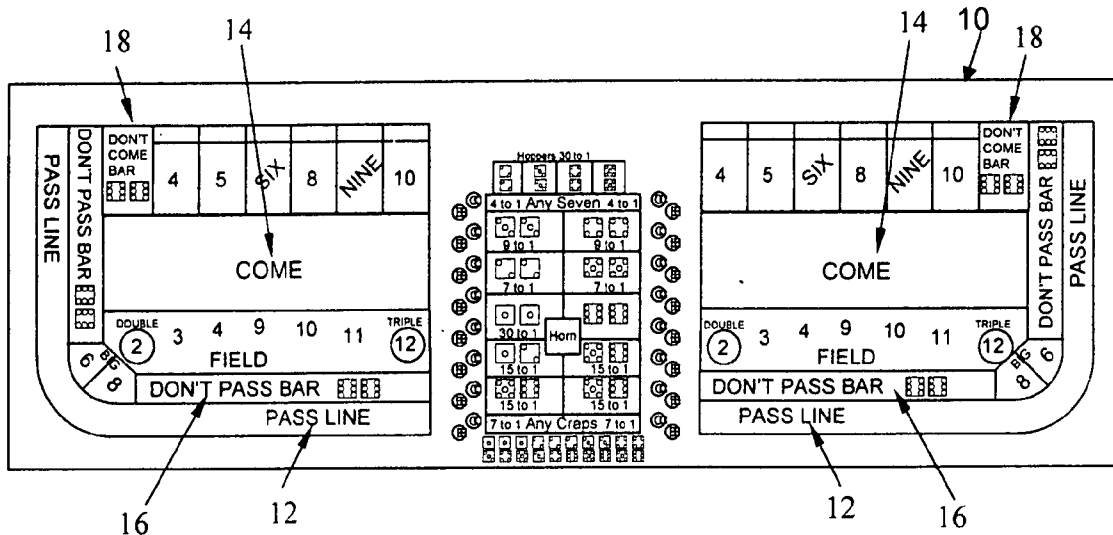 18
14
14
10
18
PASS LINE
DON'T PASS BAR
DON'T
COME
BAR
4
5
SIX
8
NINE
10
COME
DOUBLE
2
3
4
9
10
11
TRIPLE
12
FIELD
6
BIG
8
DON'T PASS BAR
PASS LINE
Hoppers 30 to 1
4 to 1 Any Seven 4 to 1
9 to 1
9 to 1
7 to 1
7 to 1
30 to 1
Horn
15 to 1
15 to 1
15 to 1
15 to 1
7 to 1 Any Craps 7 to 1
4
5
SIX
8
NINE
10
DON'T
COME
BAR
DON'T PASS BAR
PASS LINE
COME
DOUBLE
2
3
4
9
10
11
TRIPLE
12
FIELD
BIG
6
8
DON'T PASS BAR
PASS LINE
16
12
12
16